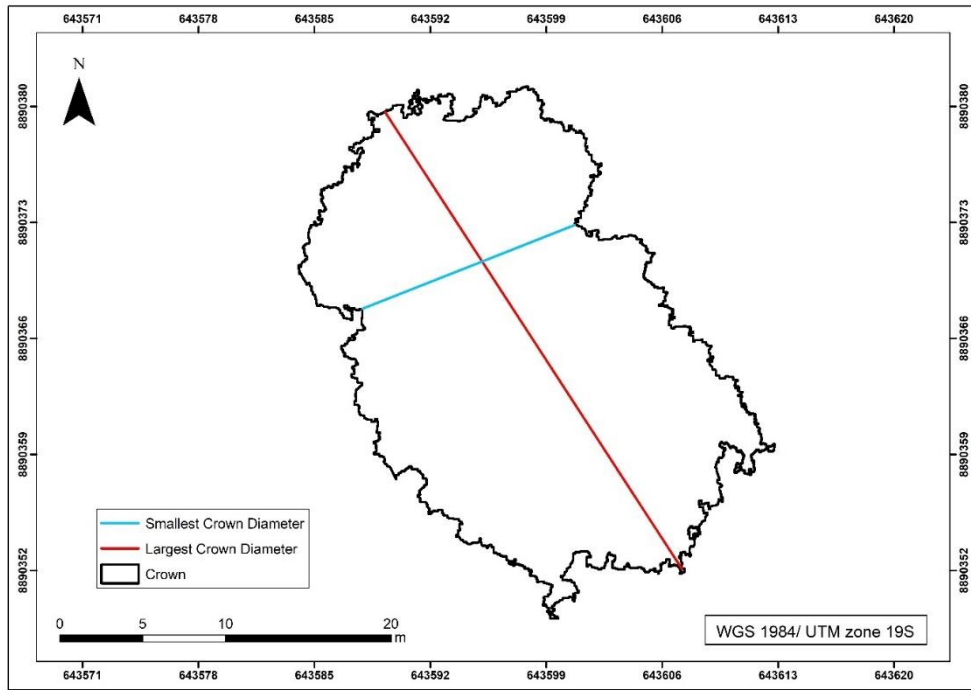 643571 643578 643585 643592 643599 643606 643613 643620
N
8890380 8890380
8890373 8890373
8890366 8890366
8890359 8890359
8890352 8890352
Smallest Crown Diameter
Largest Crown Diameter
Crown
0 5 10 20
m
WGS 1984/ UTM zone 19S
643571 643578 643585 643592 643599 643606 643613 643620